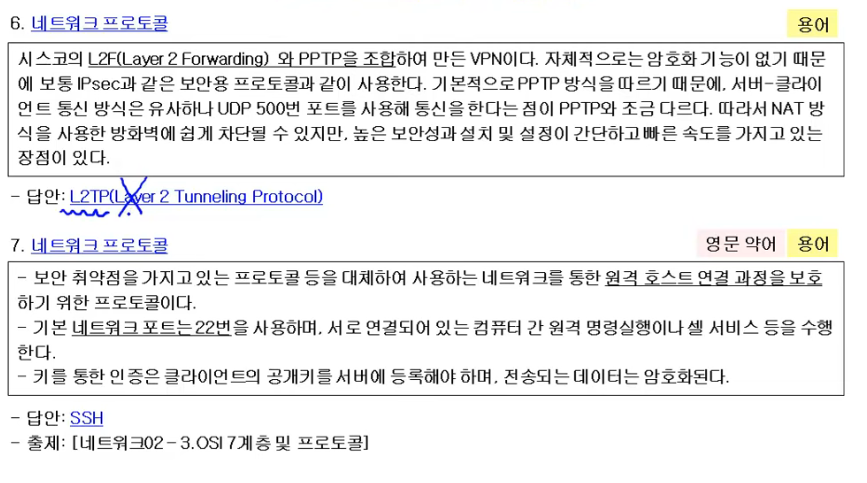 6. 네트워크 프로토콜
용어
시스코의 L2F(Layer 2 Forwarding) 와 PPTP을 조합하여 만든 VPN이다. 자체적으로는 암호화 기능이 없기 때문
에 보통 IPsec과 같은 보안용 프로토콜과 같이 사용한다. 기본적으로 PPTP 방식을 따르기 때문에, 서버-클라이
언트 통신 방식은 유사하나 UDP 500번 포트를 사용해 통신을 한다는 점이 PPTP와 조금 다르다. 따라서 NAT 방
식을 사용한 방화벽에 쉽게 차단될 수 있지만, 높은 보안성과 설치 및 설정이 간단하고 빠른 속도를 가지고 있는
장점이 있다.
- 답안: L2TP(Layer 2 Tunneling Protocol)
7. 네트워크 프로토콜
영문 약어 용어
- 보안 취약점을 가지고 있는 프로토콜 등을 대체하여 사용하는 네트워크를 통한 원격 호스트 연결 과정을 보호
하기 위한 프로토콜이다.
- 기본 네트워크 포트는 22번을 사용하며, 서로 연결되어 있는 컴퓨터 간 원격 명령실행이나 셀 서비스 등을 수행
한다.
- 키를 통한 인증은 클라이언트의 공개키를 서버에 등록해야 하며, 전송되는 데이터는 암호화된다.
- 답안: SSH
- 출제: [네트워크02 - 3.OSI 7계층 및 프로토콜]